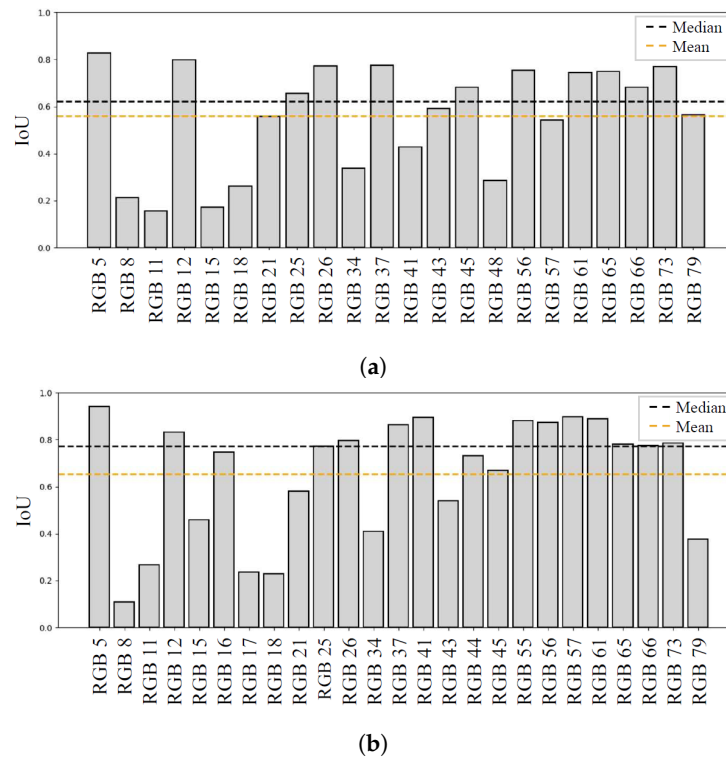 1.0
0.8
0.6
0.4
0.2
0.0
IoU
Median
Mean
RGB 5
RGB 8
RGB 11
RGB 12
RGB 15
RGB 18
RGB 21
RGB 25
RGB 26
RGB 34
RGB 37
RGB 41
RGB 43
RGB 45
RGB 48
RGB 56
RGB 57
RGB 61
RGB 65
RGB 66
RGB 73
RGB 79
(a)
1.0
0.8
0.6
0.4
0.2
0.0
IoU
Median
Mean
RGB 5
RGB 8
RGB 11
RGB 12
RGB 15
RGB 16
RGB 17
RGB 18
RGB 21
RGB 25
RGB 26
RGB 34
RGB 37
RGB 41
RGB 43
RGB 44
RGB 45
RGB 55
RGB 56
RGB 57
RGB 61
RGB 65
RGB 66
RGB 73
RGB 79
(b)